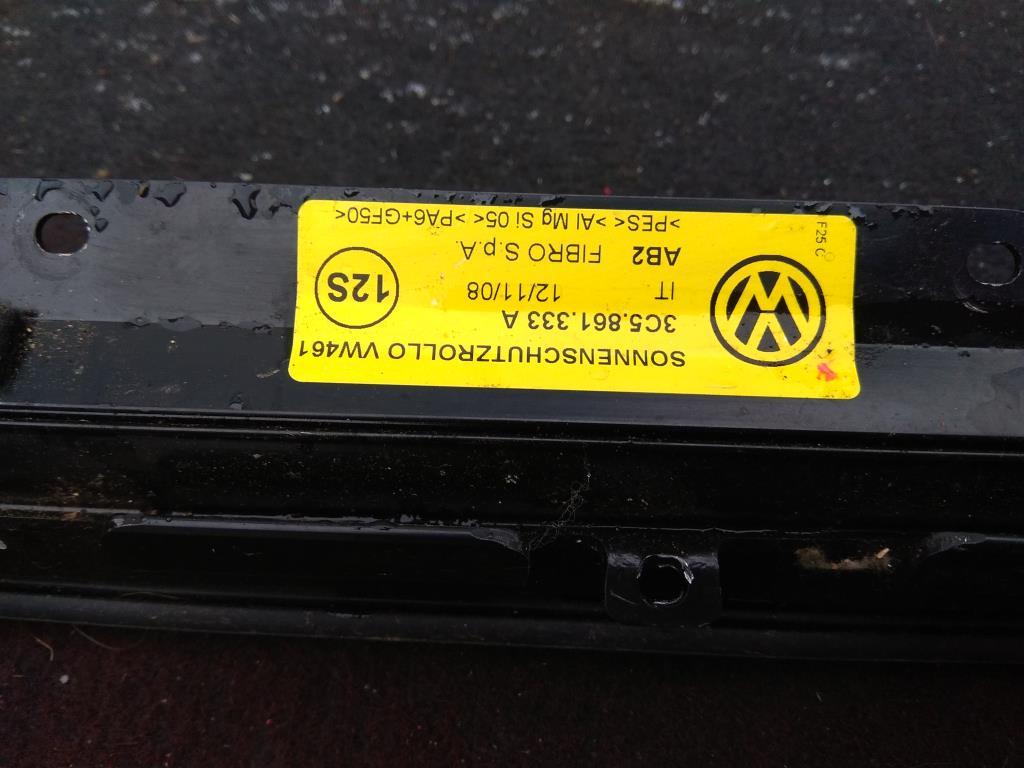 SONNENSCHUTZROLLO VW461
3C5.861.333 A
IT 12/11/08
AB2 FIBRO S.p.A.
>PES< >Al Mg Si 05< >PA6+GF50<
12S
F25 C